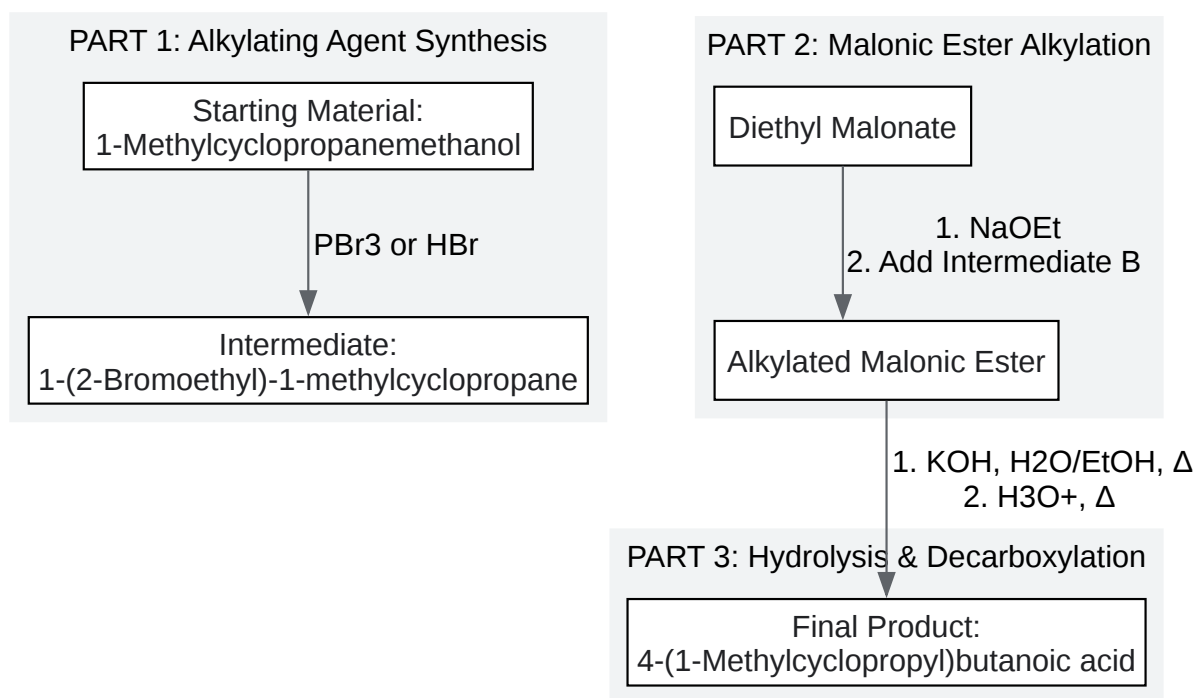 PART 1: Alkylating Agent Synthesis
Starting Material:
1-Methylcyclopropanemethanol
PBr3 or HBr
Intermediate:
1-(2-Bromoethyl)-1-methylcyclopropane
PART 2: Malonic Ester Alkylation
Diethyl Malonate
1. NaOEt
2. Add Intermediate B
Alkylated Malonic Ester
1. KOH, H2O/EtOH, Δ
2. H3O+, Δ
PART 3: Hydrolysis & Decarboxylation
Final Product:
4-(1-Methylcyclopropyl)butanoic acid